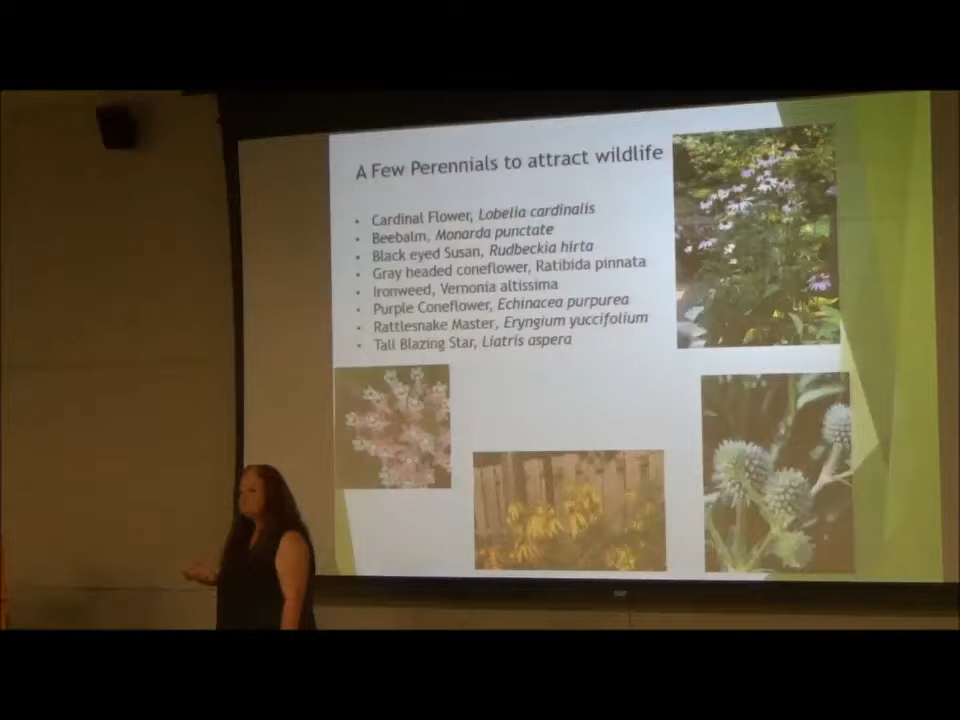 A Few Perennials to attract wildlife
• Cardinal Flower, Lobelia cardinalis
• Beebalm, Monarda punctate
• Black eyed Susan, Rudbeckia hirta
• Gray headed coneflower, Ratibida pinnata
• Ironweed, Vernonia altissima
• Purple Coneflower, Echinacea purpurea
• Rattlesnake Master, Eryngium yuccifolium
• Tall Blazing Star, Liatris aspera